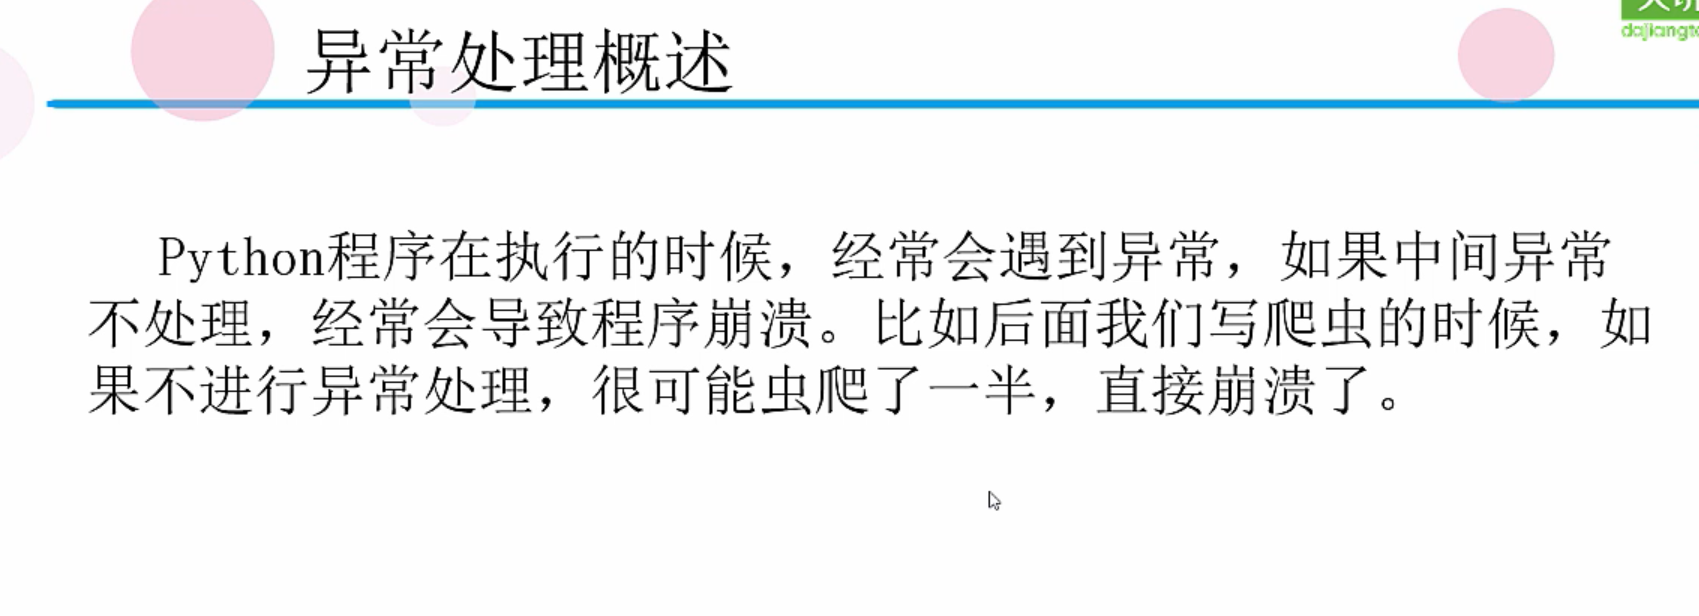 异常处理概述
Python程序在执行的时候，经常会遇到异常，如果中间异常
不处理，经常会导致程序崩溃。比如后面我们写爬虫的时候，如
果不进行异常处理，很可能虫爬了一半，直接崩溃了。